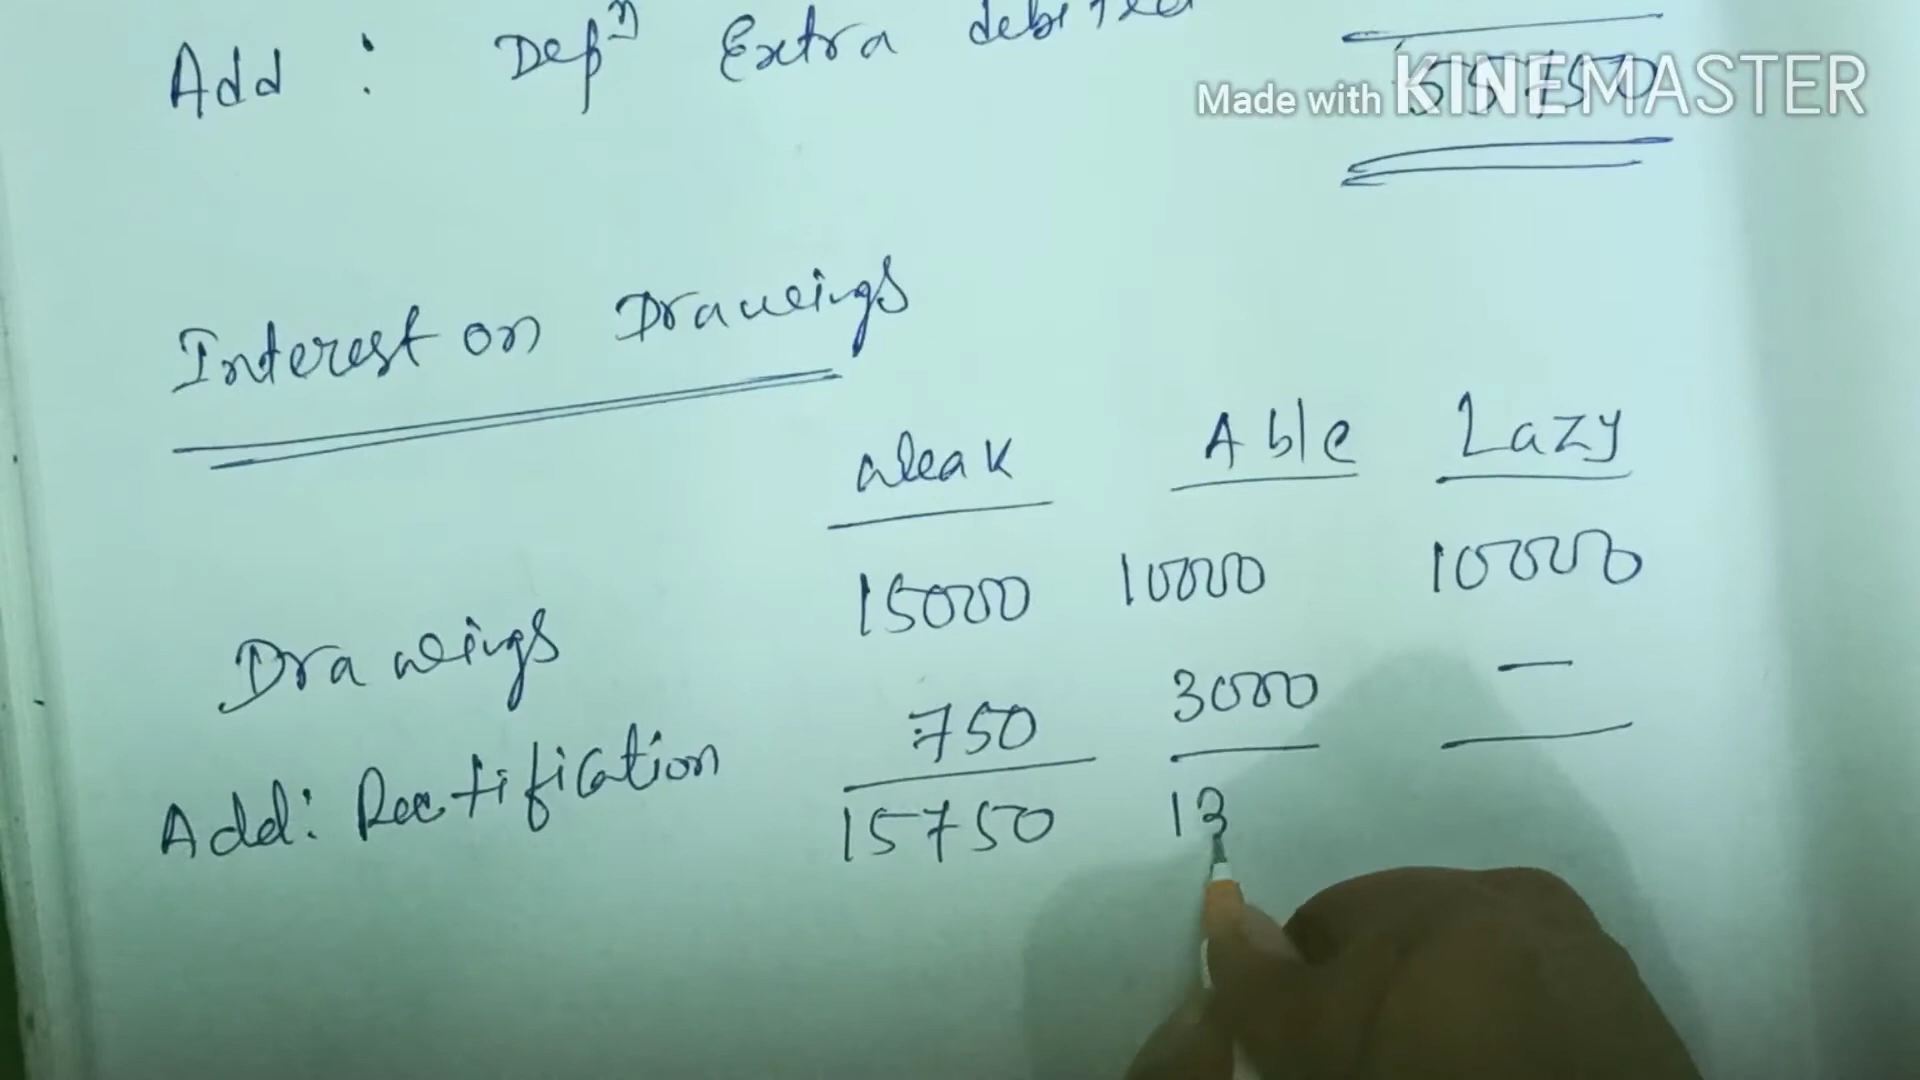 Add : Depn Extra debited
55750
Made with KINEMASTER
Interest on Drawings
Weak Able Lazy
Drawings 15000 10000 10000
Add: Rectification 750 3000 —
15750 13